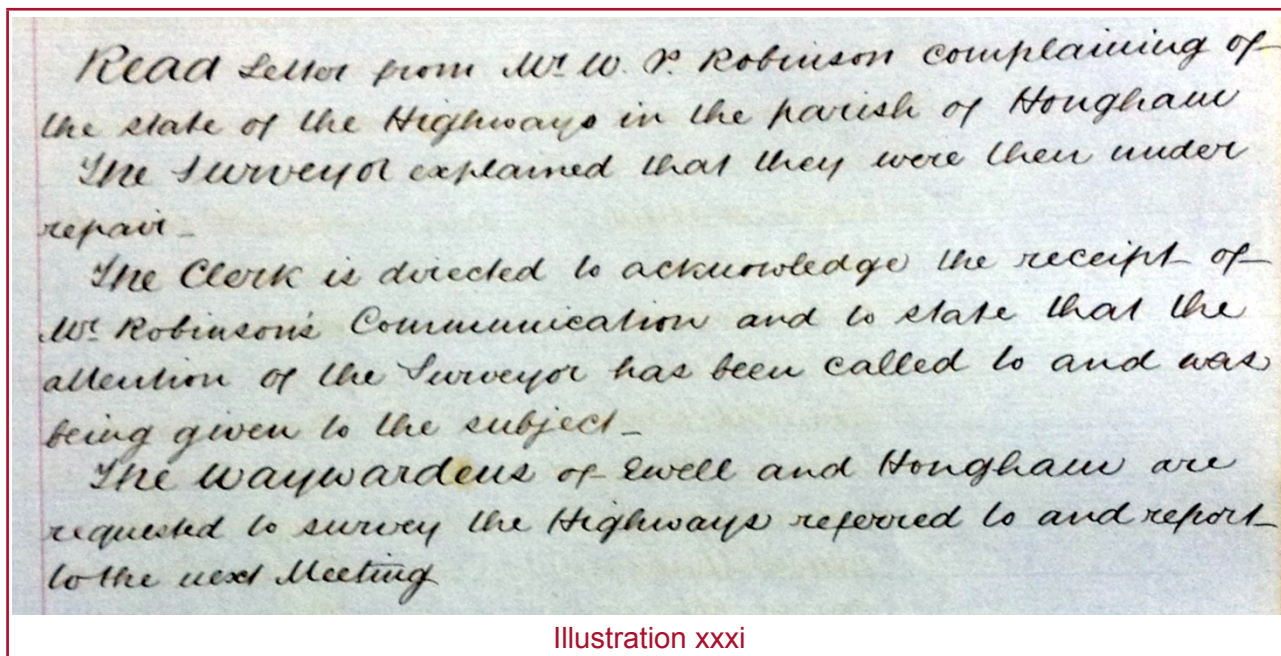 Read Letter from Mr W. P. Robinson complaining of
the state of the Highways in the parish of Hougham
The Surveyor explained that they were then under
repair_
The Clerk is directed to acknowledge the receipt of
Mr. Robinson's Communication and to state that the
attention of the Surveyor has been called to and was
being given to the subject_
The Waywardens of Ewell and Hougham are
requested to survey the Highways referred to and report
to the next Meeting
Illustration xxxi